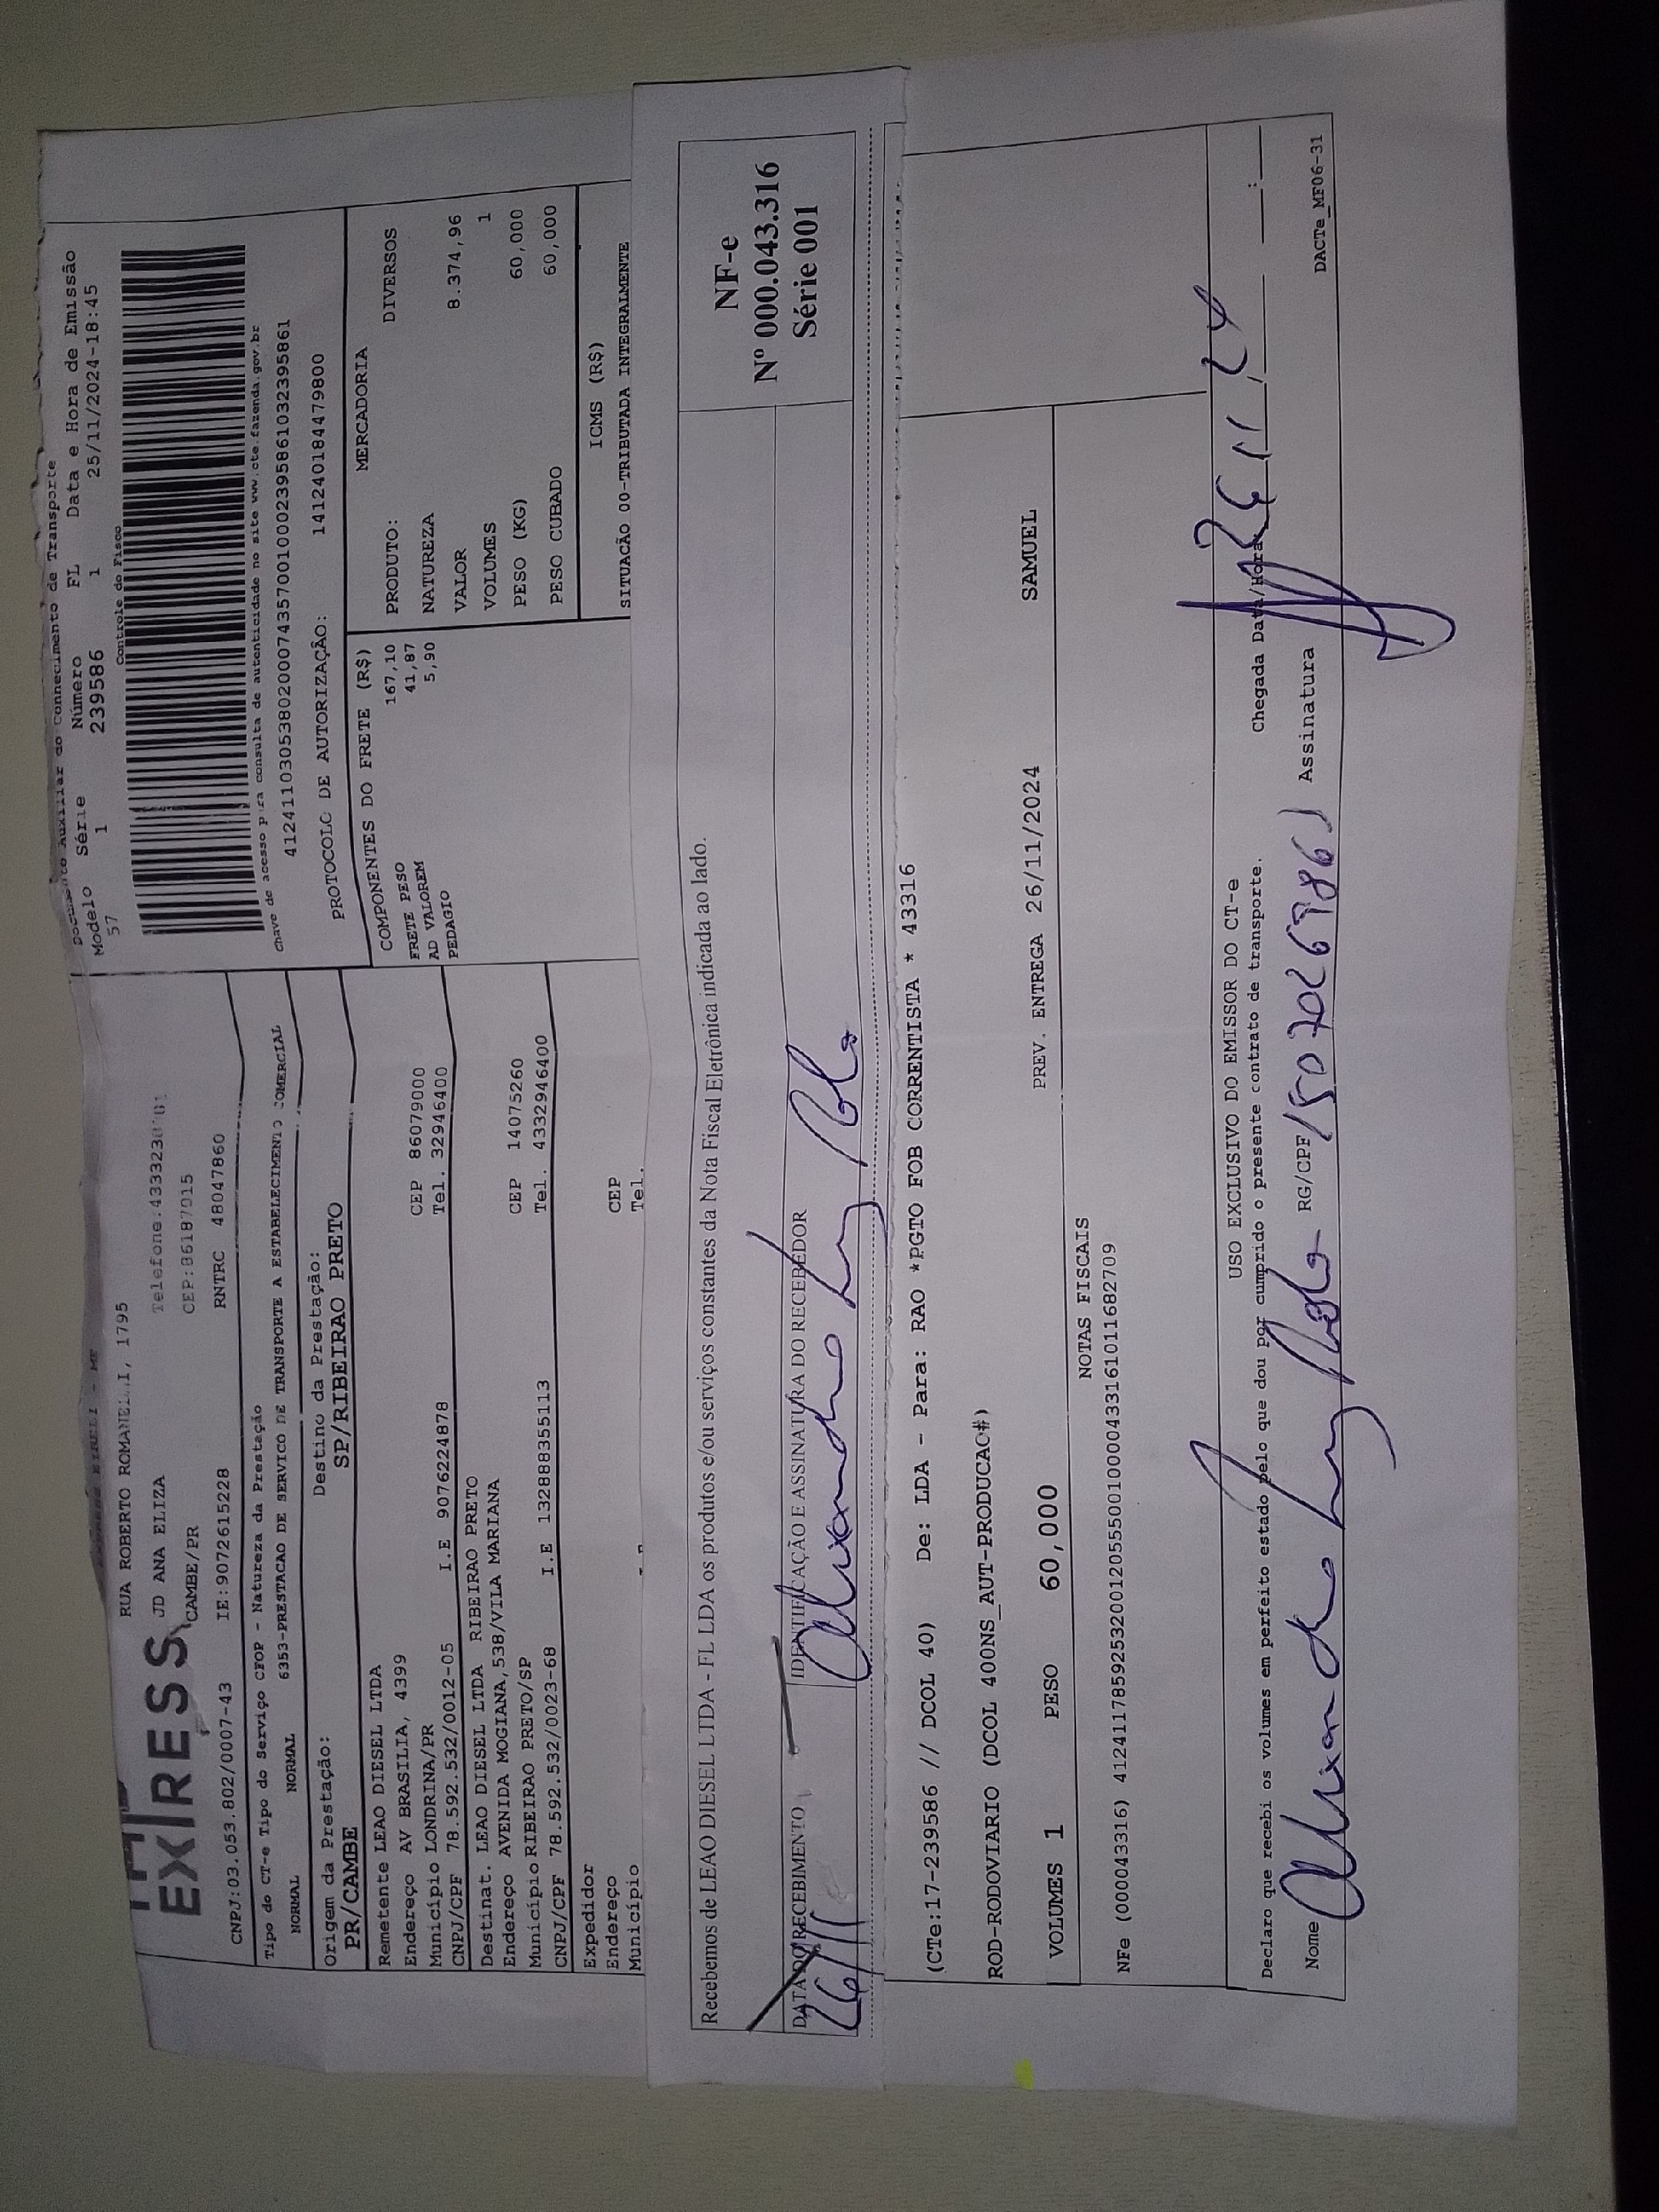 Documento Auxiliar do Conhecimento de Transporte
Modelo Série Número FL Data e Hora de Emissão
57 1 239586 1 25/11/2024-18:45
Controle do Fisco
EIRELI - ME
RUA ROBERTO ROMANELLI, 1795
EXPRESS
JD ANA ELIZA
CEP:86187015
CAMBE/PR
CNPJ:03.053.802/0007-43 IE:9072615228 RNTRC 48047860
Chave de acesso para consulta de autenticidade no site www.cte.fazenda.gov.br
41241103053802000743570010002395861032395861
PROTOCOLO DE AUTORIZAÇÃO: 141240184479800
Tipo do CT-e Tipo do Serviço CFOP - Natureza da Prestação
NORMAL NORMAL 6353-PRESTACAO DE SERVICO DE TRANSPORTE A ESTABELECIMENTO COMERCIAL
Origem da Prestação: Destino da Prestação:
PR/CAMBE SP/RIBEIRAO PRETO
Remetente LEAO DIESEL LTDA
Endereço AV BRASILIA, 4399 CEP 86079000
Município LONDRINA/PR Tel. 32946400
CNPJ/CPF 78.592.532/0012-05 I.E 9076224878
Destinat. LEAO DIESEL LTDA RIBEIRAO PRETO
Endereço AVENIDA MOGIANA,538/VILA MARIANA CEP 14075260
Município RIBEIRAO PRETO/SP Tel. 4332946400
CNPJ/CPF 78.592.532/0023-68 I.E 132888355113
Expedidor
Endereço CEP
Município Tel.
COMPONENTES DO FRETE (R$)
FRETE PESO 167,10
AD VALOREM 41,87
PEDAGIO 5,90
MERCADORIA
PRODUTO: DIVERSOS
NATUREZA
VALOR 8.374,96
VOLUMES 1
PESO (KG) 60,000
PESO CUBADO 60,000
ICMS (R$)
SITUACÃO 00-TRIBUTADA INTEGRALMENTE
Recebemos de LEAO DIESEL LTDA - FL LDA os produtos e/ou serviços constantes da Nota Fiscal Eletrônica indicada ao lado.
NF-e
Nº 000.043.316
Série 001
DATA DO RECEBIMENTO IDENTIFICAÇÃO E ASSINATURA DO RECEBEDOR
26/11
(CTe:17-239586 // DCOL 40) De: LDA - Para: RAO *PGTO FOB CORRENTISTA * 43316
ROD-RODOVIARIO (DCOL 400NS_AUT-PRODUCAO#)
VOLUMES 1 PESO 60,000 PREV. ENTREGA 26/11/2024 SAMUEL
NOTAS FISCAIS
NFe (000043316) 41241178592532001205550010000433161011682709
USO EXCLUSIVO DO EMISSOR DO CT-e
Declaro que recebi os volumes em perfeito estado pelo que dou por cumprido o presente contrato de transporte.
Chegada Data/Hora 26/11/24 :
Nome RG/CPF Assinatura
DACTe_MF06-31